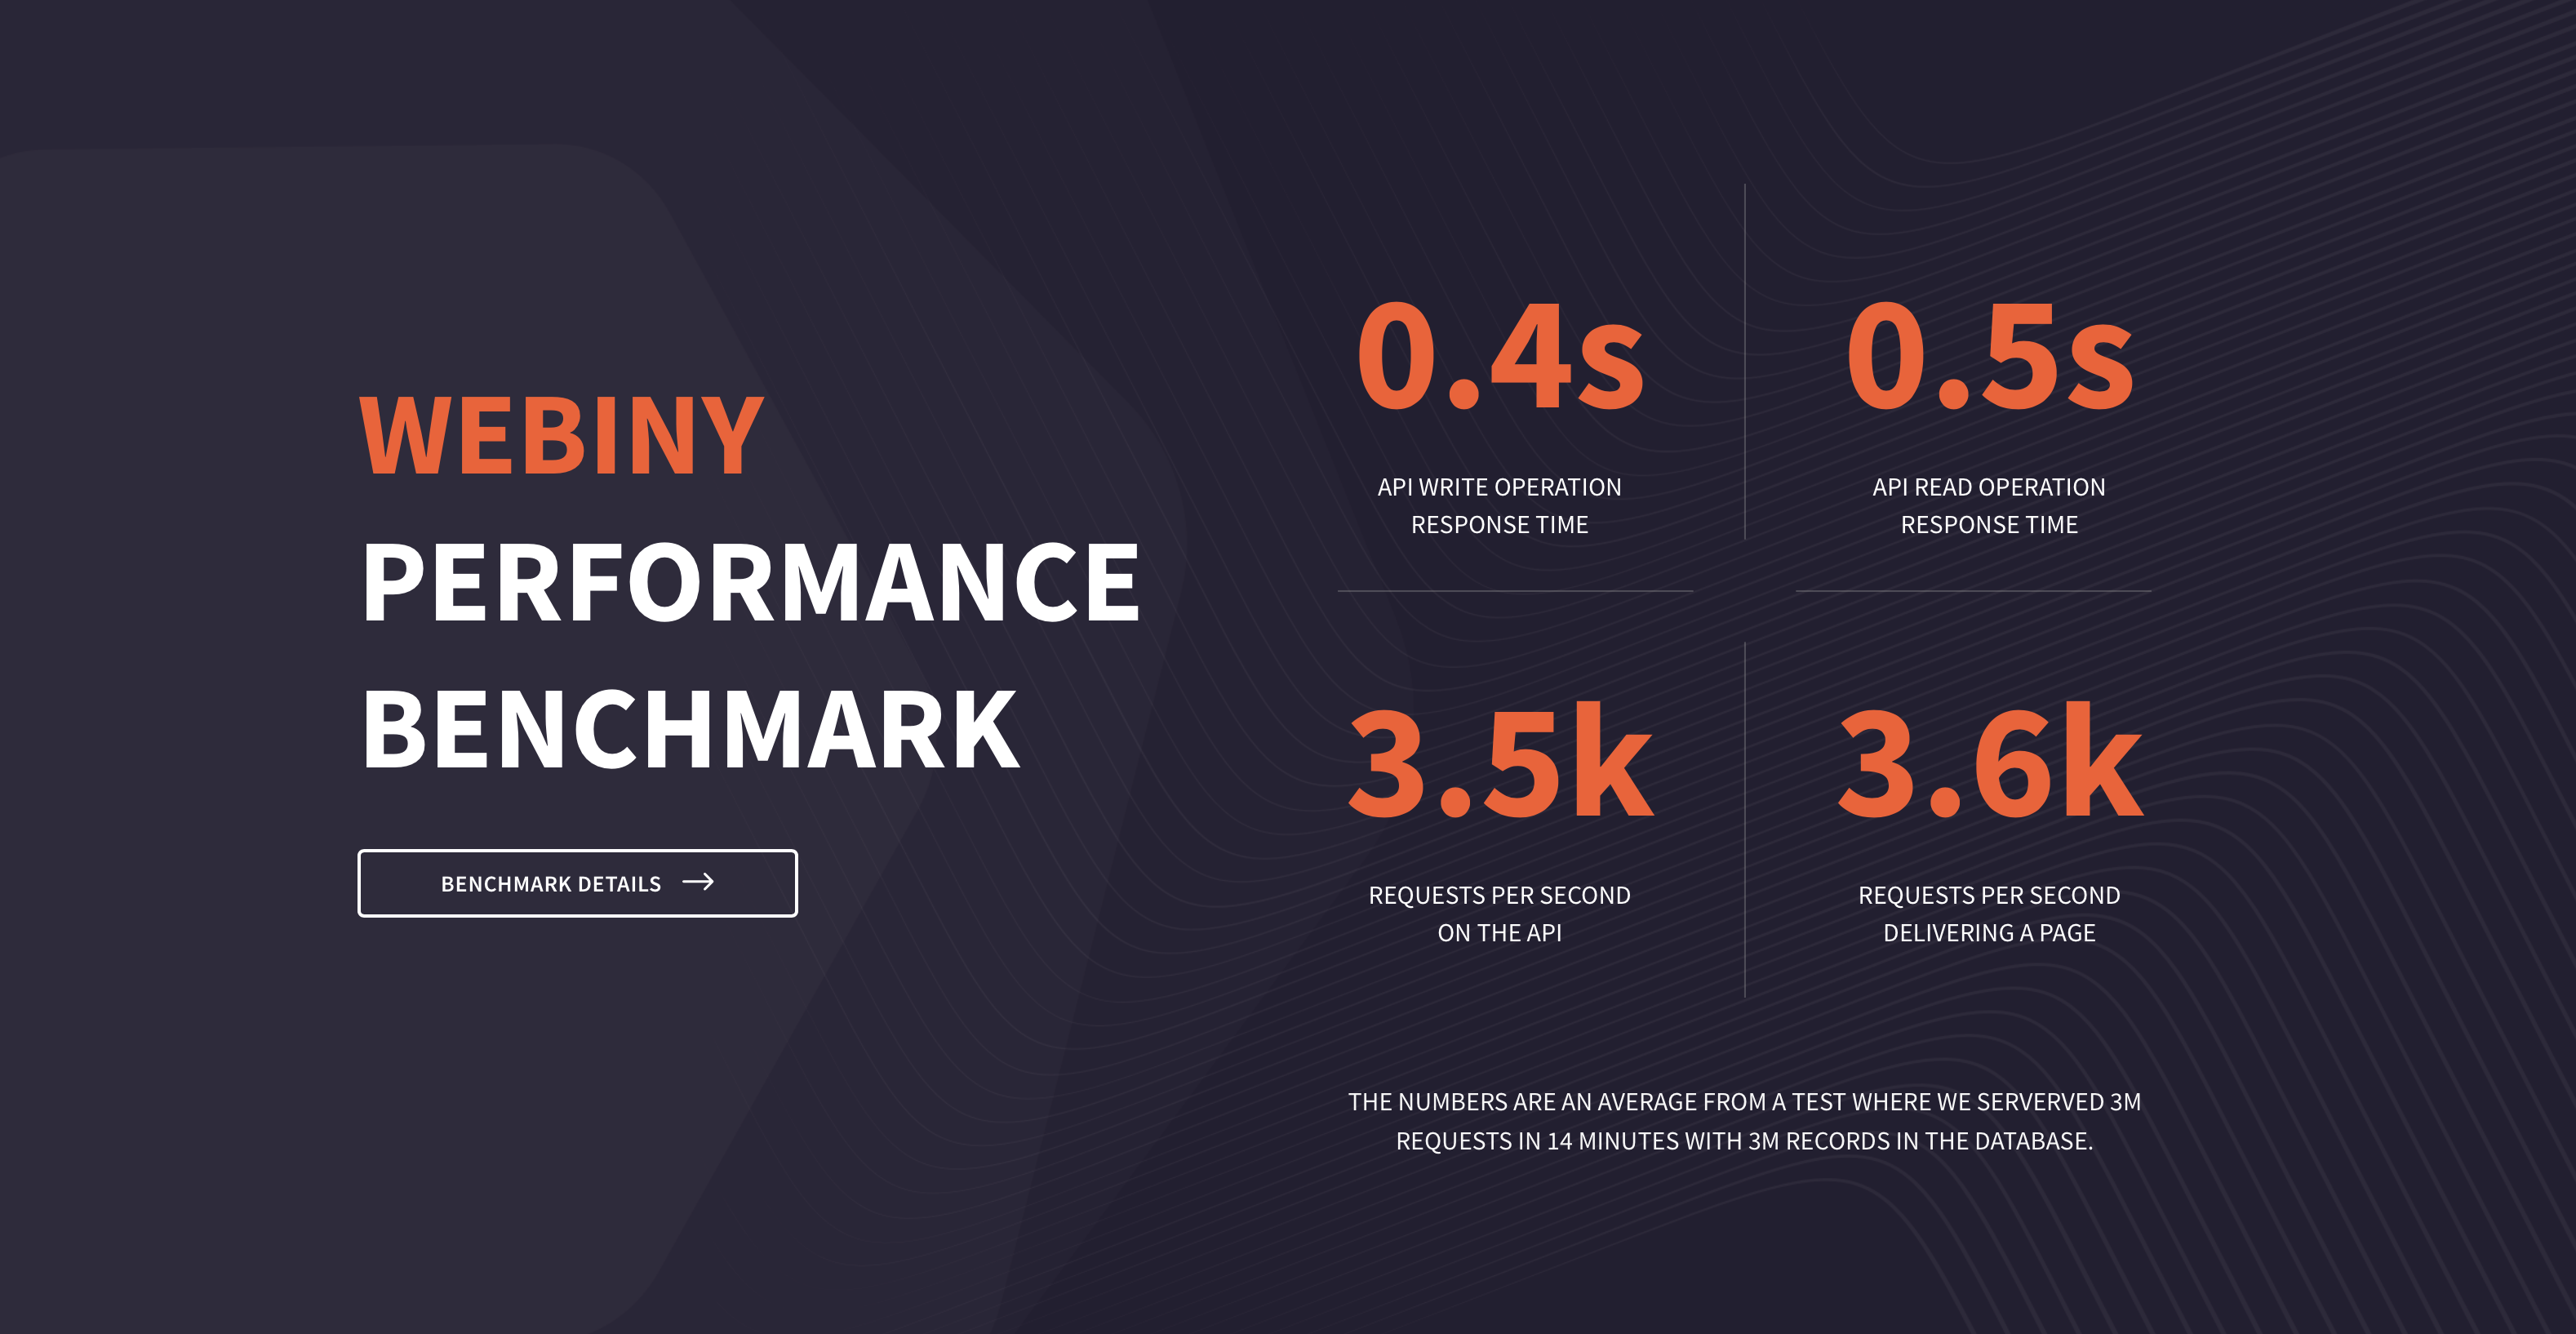 WEBINY
PERFORMANCE
BENCHMARK
BENCHMARK DETAILS →
0.4s
API WRITE OPERATION
RESPONSE TIME
0.5s
API READ OPERATION
RESPONSE TIME
3.5k
REQUESTS PER SECOND
ON THE API
3.6k
REQUESTS PER SECOND
DELIVERING A PAGE
THE NUMBERS ARE AN AVERAGE FROM A TEST WHERE WE SERVERVED 3M
REQUESTS IN 14 MINUTES WITH 3M RECORDS IN THE DATABASE.